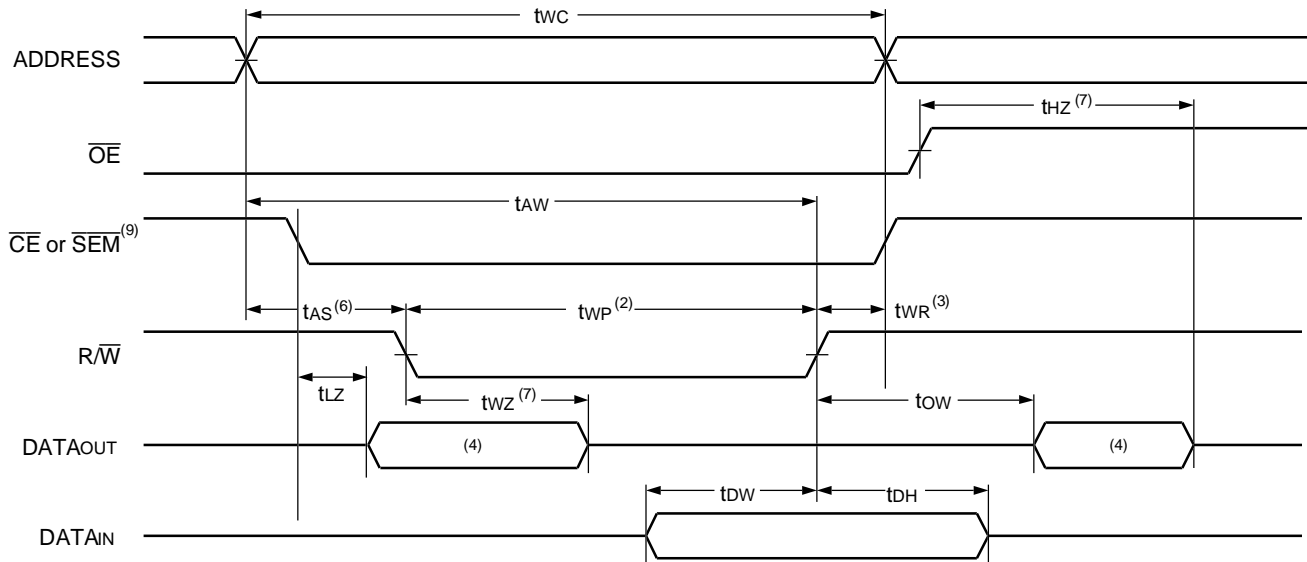 tWC
ADDRESS
tHZ (7)
OE
tAW
CE or SEM (9)
tAS (6) tWP (2) tWR (3)
R/W
tLZ tWZ (7) tOW
DATAOUT (4) (4)
tDW tDH
DATAIN